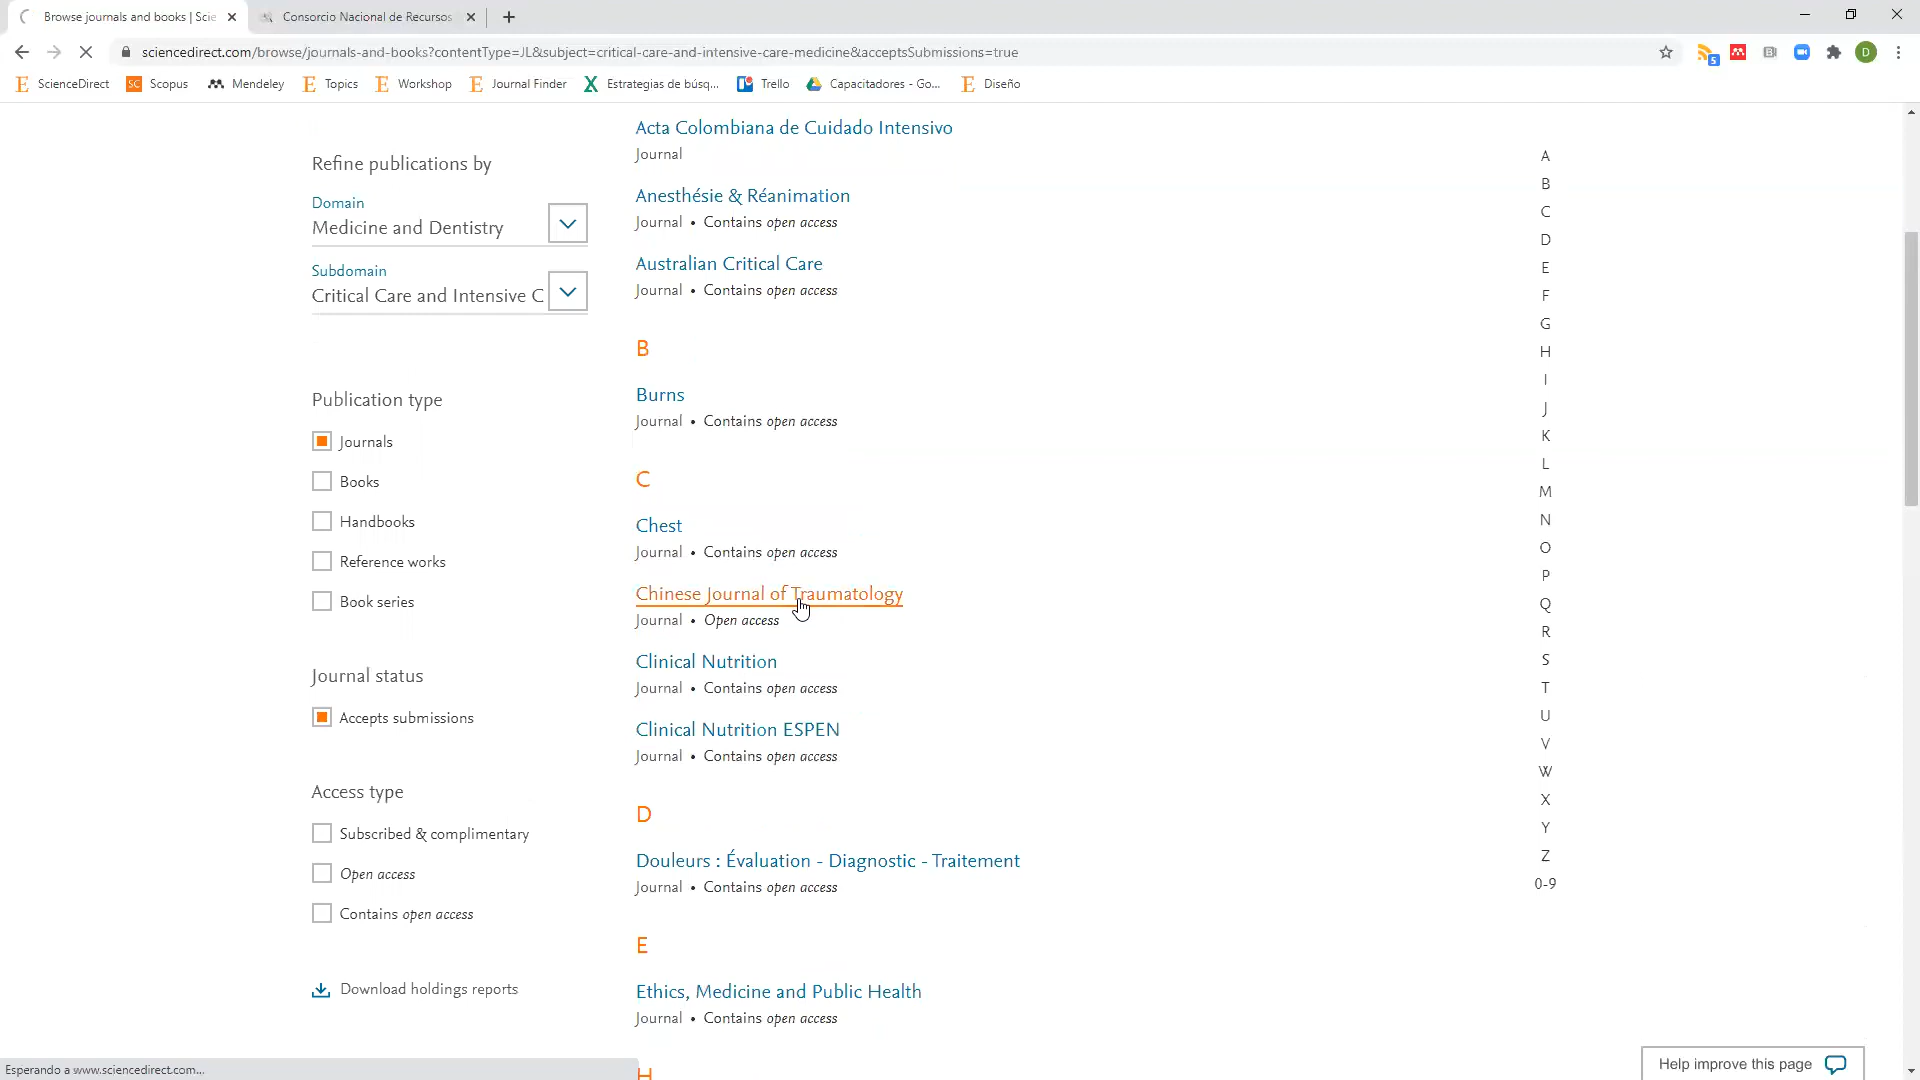 Browse journals and books | Scie
Consorcio Nacional de Recursos
sciencedirect.com/browse/journals-and-books?contentType=JL&subject=critical-care-and-intensive-care-medicine&acceptsSubmissions=true
5
D
ScienceDirect
SC Scopus
Mendeley
Topics
Workshop
Journal Finder
Estrategias de búsq...
Trello
Capacitadores - Go...
Diseño
Refine publications by
Domain
Medicine and Dentistry
Subdomain
Critical Care and Intensive C
Publication type
Journals
Books
Handbooks
Reference works
Book series
Journal status
Accepts submissions
Access type
Subscribed & complimentary
Open access
Contains open access
Download holdings reports
Acta Colombiana de Cuidado Intensivo
Journal
Anesthésie & Réanimation
Journal • Contains open access
Australian Critical Care
Journal • Contains open access
B
Burns
Journal • Contains open access
C
Chest
Journal • Contains open access
Chinese Journal of Traumatology
Journal • Open access
Clinical Nutrition
Journal • Contains open access
Clinical Nutrition ESPEN
Journal • Contains open access
D
Douleurs : Évaluation - Diagnostic - Traitement
Journal • Contains open access
E
Ethics, Medicine and Public Health
Journal • Contains open access
H
A
B
C
D
E
F
G
H
I
J
K
L
M
N
O
P
Q
R
S
T
U
V
W
X
Y
Z
0-9
Help improve this page
Esperando a www.sciencedirect.com...